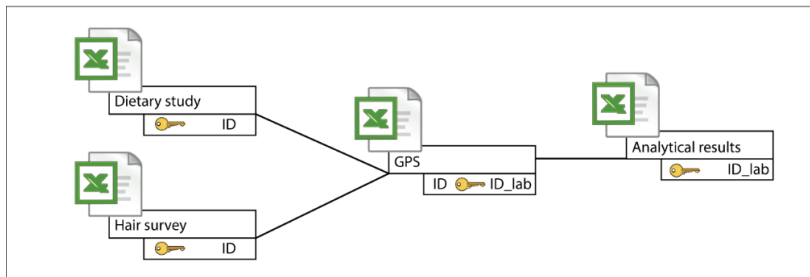 Dietary study
ID
Hair survey
ID
GPS
ID ID_lab
Analytical results
ID_lab